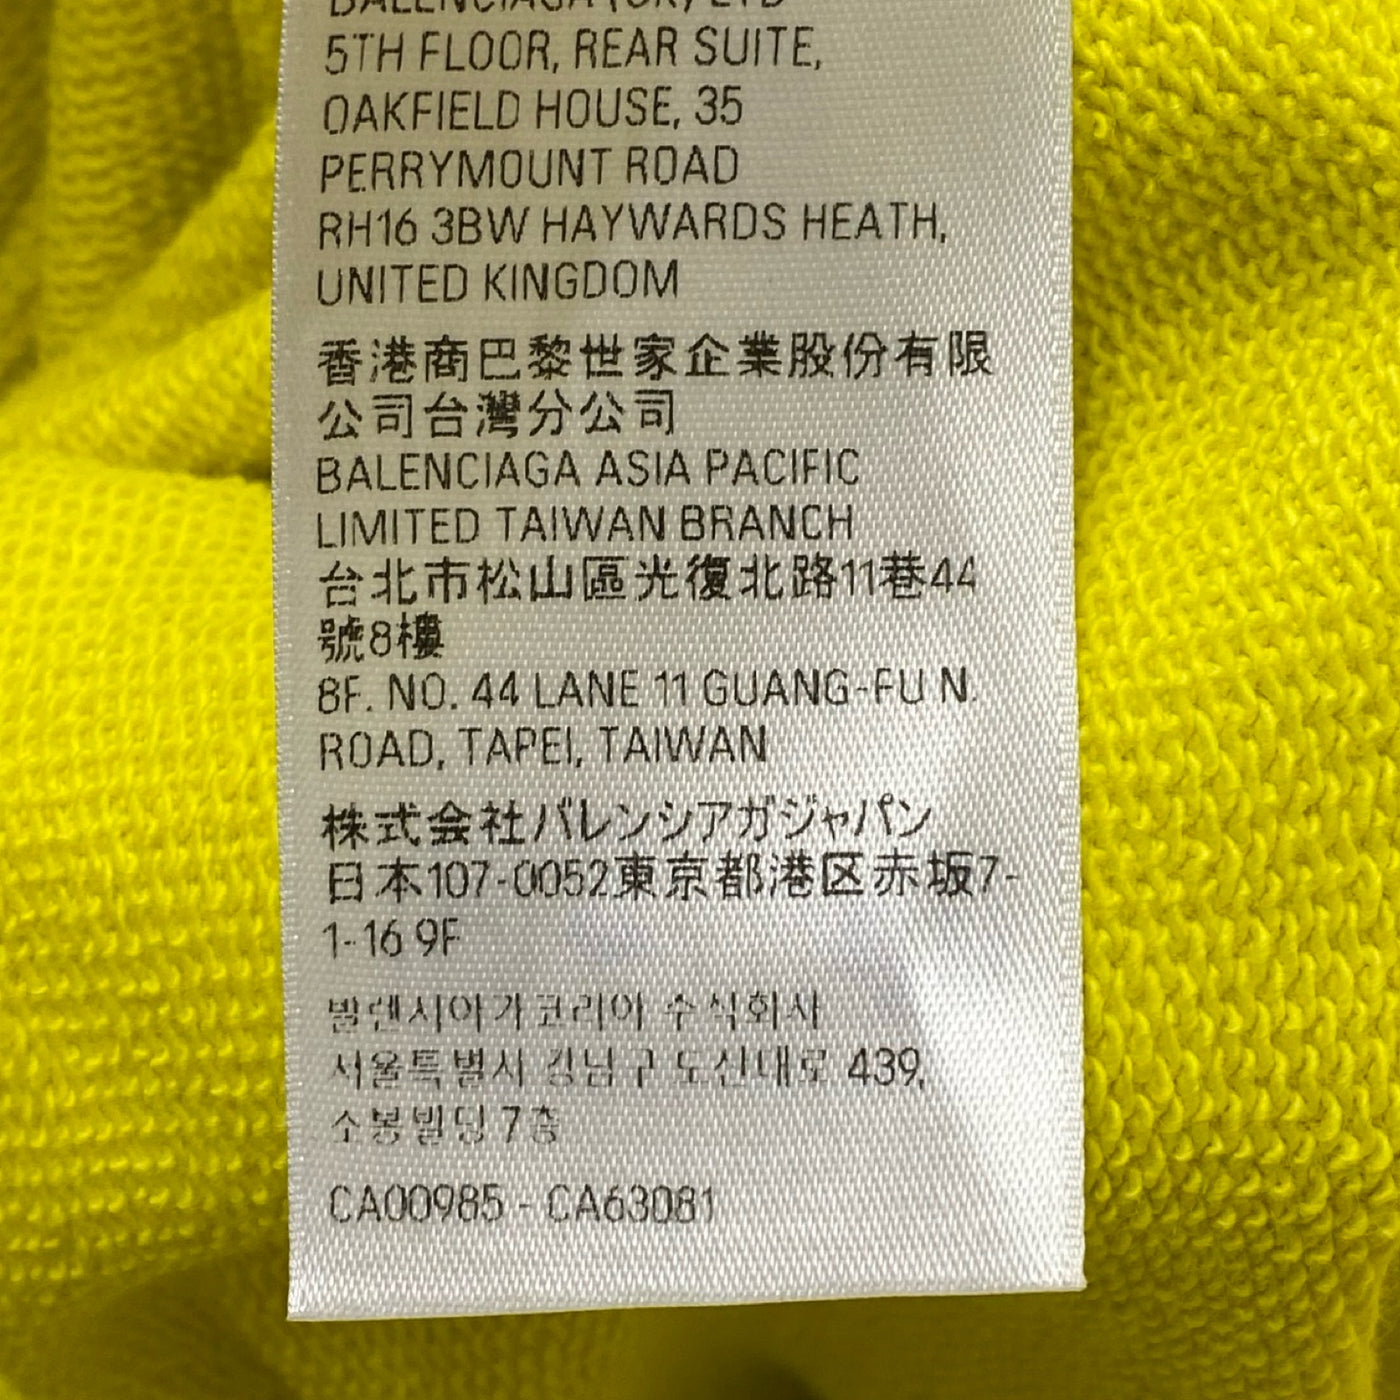 BALENCIAGA (UK) LTD
5TH FLOOR, REAR SUITE,
OAKFIELD HOUSE, 35
PERRYMOUNT ROAD
RH16 3BW HAYWARDS HEATH,
UNITED KINGDOM
香港商巴黎世家企業股份有限
公司台灣分公司
BALENCIAGA ASIA PACIFIC
LIMITED TAIWAN BRANCH
台北市松山區光復北路11巷44
號8樓
8F. NO. 44 LANE 11 GUANG-FU N.
ROAD, TAPEI, TAIWAN
株式会社バレンシアガジャパン
日本107-0052東京都港区赤坂7-
1-16 9F
발렌시아가코리아 주식회사
서울특별시 강남구 도산대로 439,
소봉빌딩 7층
CA00985 - CA63081